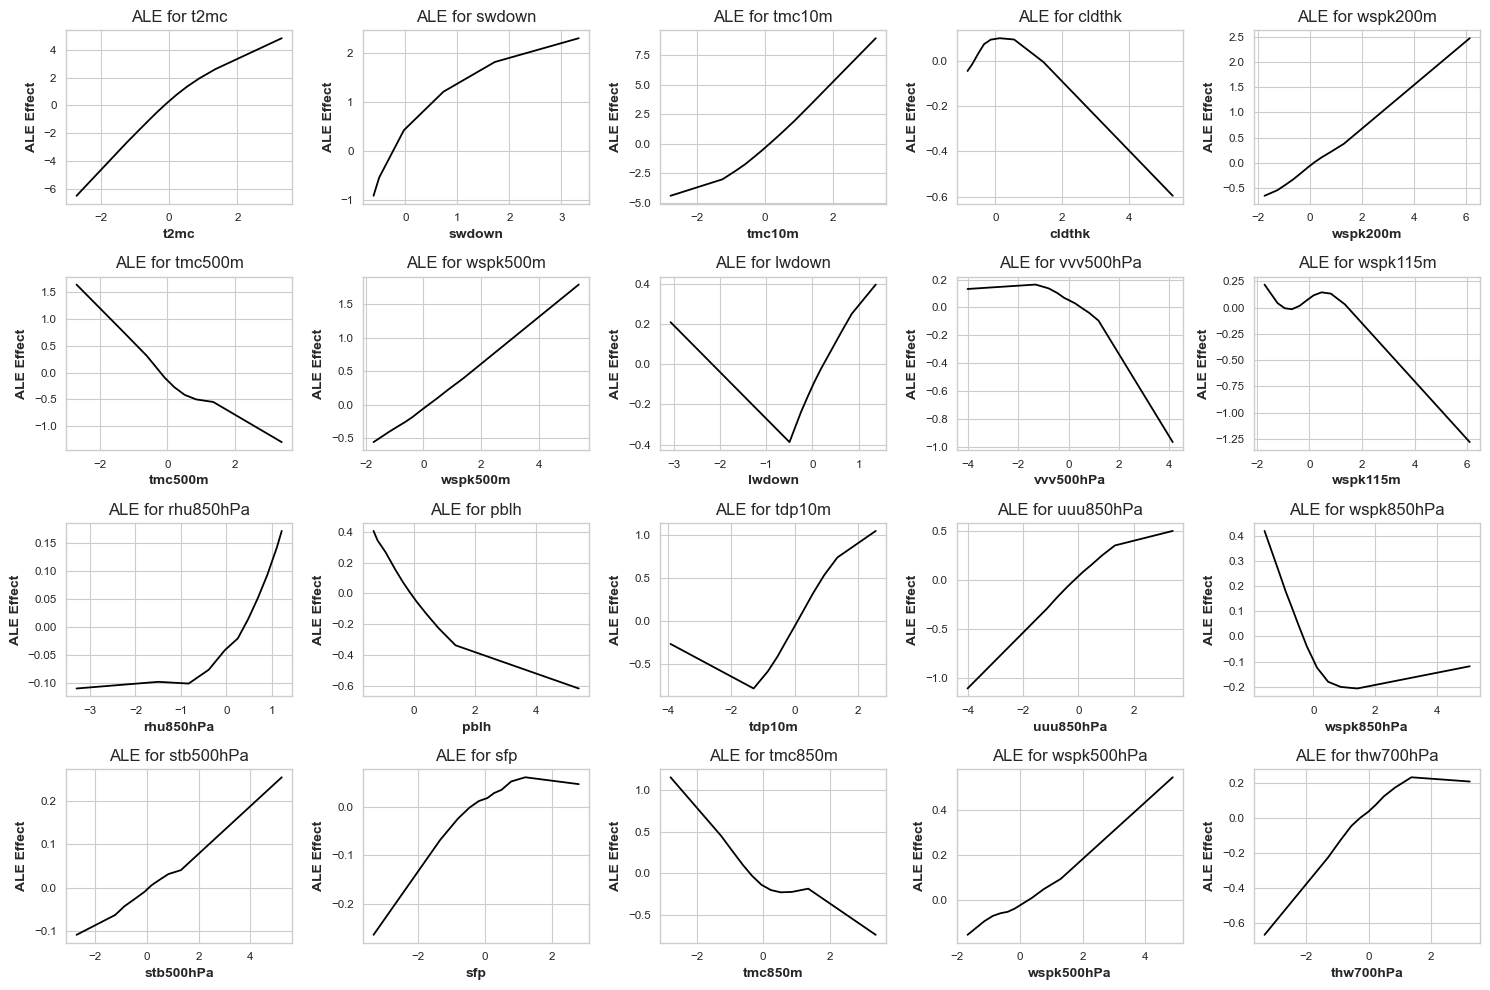 ALE for t2mc
ALE Effect
4
2
0
−2
−4
−6
−2 0 2
t2mc
ALE for swdown
ALE Effect
2
1
0
−1
0 1 2 3
swdown
ALE for tmc10m
ALE Effect
7.5
5.0
2.5
0.0
−2.5
−5.0
−2 0 2
tmc10m
ALE for cldthk
ALE Effect
0.0
−0.2
−0.4
−0.6
0 2 4
cldthk
ALE for wspk200m
ALE Effect
2.5
2.0
1.5
1.0
0.5
0.0
−0.5
−2 0 2 4 6
wspk200m
ALE for tmc500m
ALE Effect
1.5
1.0
0.5
0.0
−0.5
−1.0
−2 0 2
tmc500m
ALE for wspk500m
ALE Effect
1.5
1.0
0.5
0.0
−0.5
−2 0 2 4
wspk500m
ALE for lwdown
ALE Effect
0.4
0.2
0.0
−0.2
−0.4
−3 −2 −1 0 1
lwdown
ALE for vvv500hPa
ALE Effect
0.2
0.0
−0.2
−0.4
−0.6
−0.8
−1.0
−4 −2 0 2 4
vvv500hPa
ALE for wspk115m
ALE Effect
0.25
0.00
−0.25
−0.50
−0.75
−1.00
−1.25
−2 0 2 4 6
wspk115m
ALE for rhu850hPa
ALE Effect
0.15
0.10
0.05
0.00
−0.05
−0.10
−3 −2 −1 0 1
rhu850hPa
ALE for pblh
ALE Effect
0.4
0.2
0.0
−0.2
−0.4
−0.6
0 2 4
pblh
ALE for tdp10m
ALE Effect
1.0
0.5
0.0
−0.5
−4 −2 0 2
tdp10m
ALE for uuu850hPa
ALE Effect
0.5
0.0
−0.5
−1.0
−4 −2 0 2
uuu850hPa
ALE for wspk850hPa
ALE Effect
0.4
0.3
0.2
0.1
0.0
−0.1
−0.2
0 2 4
wspk850hPa
ALE for stb500hPa
ALE Effect
0.2
0.1
0.0
−0.1
−2 0 2 4
stb500hPa
ALE for sfp
ALE Effect
0.0
−0.1
−0.2
−2 0 2
sfp
ALE for tmc850m
ALE Effect
1.0
0.5
0.0
−0.5
−2 0 2
tmc850m
ALE for wspk500hPa
ALE Effect
0.4
0.2
0.0
−2 0 2 4
wspk500hPa
ALE for thw700hPa
ALE Effect
0.2
0.0
−0.2
−0.4
−0.6
−2 0 2
thw700hPa